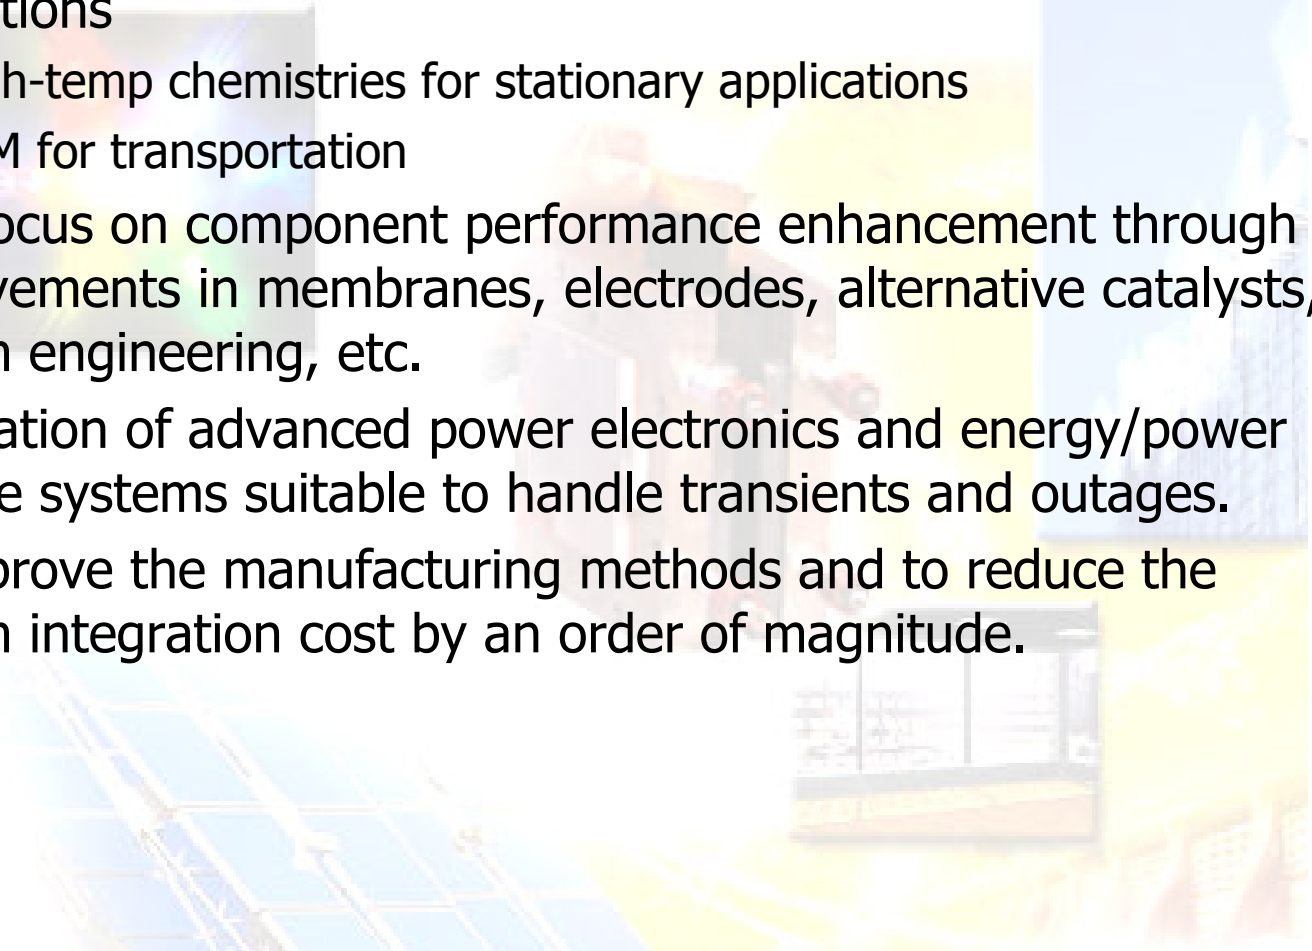 tions
h-temp chemistries for stationary applications
M for transportation
ocus on component performance enhancement through
vements in membranes, electrodes, alternative catalysts,
n engineering, etc.
ation of advanced power electronics and energy/power
e systems suitable to handle transients and outages.
prove the manufacturing methods and to reduce the
n integration cost by an order of magnitude.